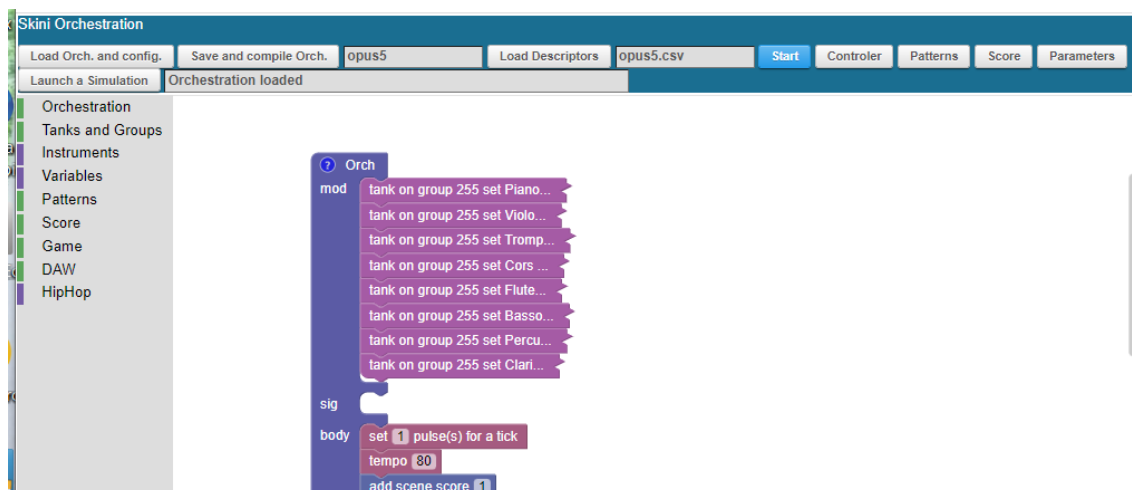 Skini Orchestration
Load Orch. and config. Save and compile Orch. opus5 Load Descriptors opus5.csv Start Controler Patterns Score Parameters
Launch a Simulation Orchestration loaded
Orchestration
Tanks and Groups
Instruments
Variables
Patterns
Score
Game
DAW
HipHop
? Orch
mod tank on group 255 set Piano...
tank on group 255 set Violo...
tank on group 255 set Tromp...
tank on group 255 set Cors ...
tank on group 255 set Flute...
tank on group 255 set Basso...
tank on group 255 set Percu...
tank on group 255 set Clari...
sig
body set 1 pulse(s) for a tick
tempo 80
add scene score 1